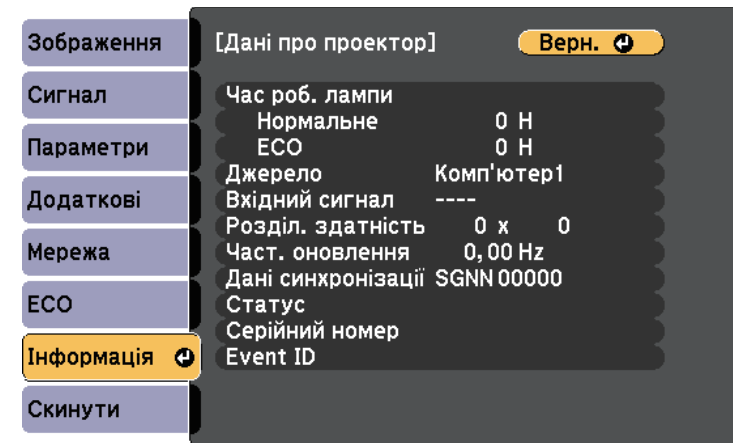 Зображення
Сигнал
Параметри
Додаткові
Мережа
ECO
Інформація
Скинути
[Дані про проектор]
Верн.
Час роб. лампи
Нормальне 0 H
ECO 0 H
Джерело Комп'ютер1
Вхідний сигнал ----
Розділ. здатність 0 x 0
Част. оновлення 0,00 Hz
Дані синхронізації SGNN 00000
Статус
Серійний номер
Event ID